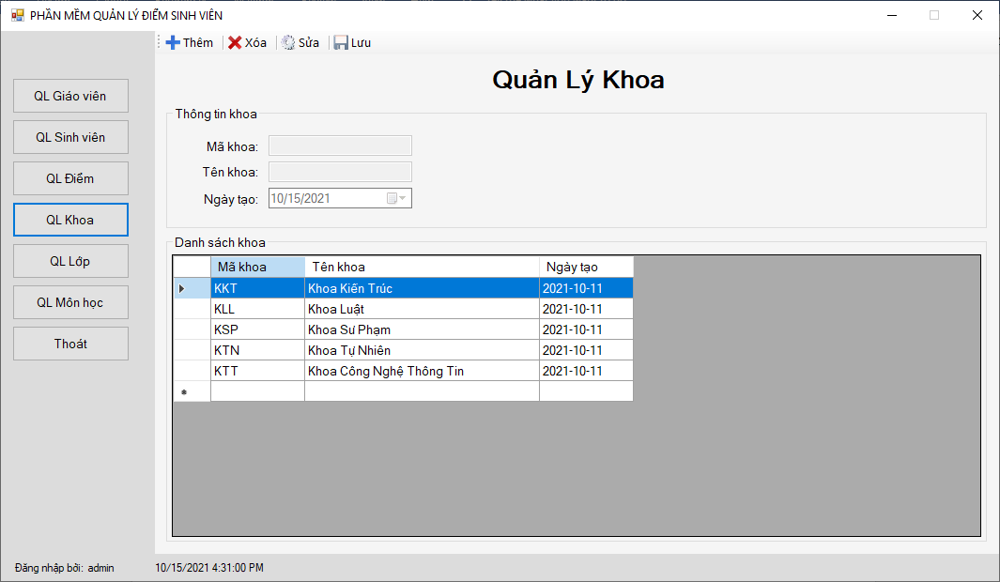 PHẦN MỀM QUẢN LÝ ĐIỂM SINH VIÊN
Thêm Xóa Sửa Lưu
QL Giáo viên
QL Sinh viên
QL Điểm
QL Khoa
QL Lớp
QL Môn học
Thoát
Quản Lý Khoa
Thông tin khoa
Mã khoa:
Tên khoa:
Ngày tạo: 10/15/2021
Danh sách khoa
Mã khoa Tên khoa Ngày tạo
KKT Khoa Kiến Trúc 2021-10-11
KLL Khoa Luật 2021-10-11
KSP Khoa Sư Phạm 2021-10-11
KTN Khoa Tự Nhiên 2021-10-11
KTT Khoa Công Nghệ Thông Tin 2021-10-11
Đăng nhập bởi: admin 10/15/2021 4:31:00 PM